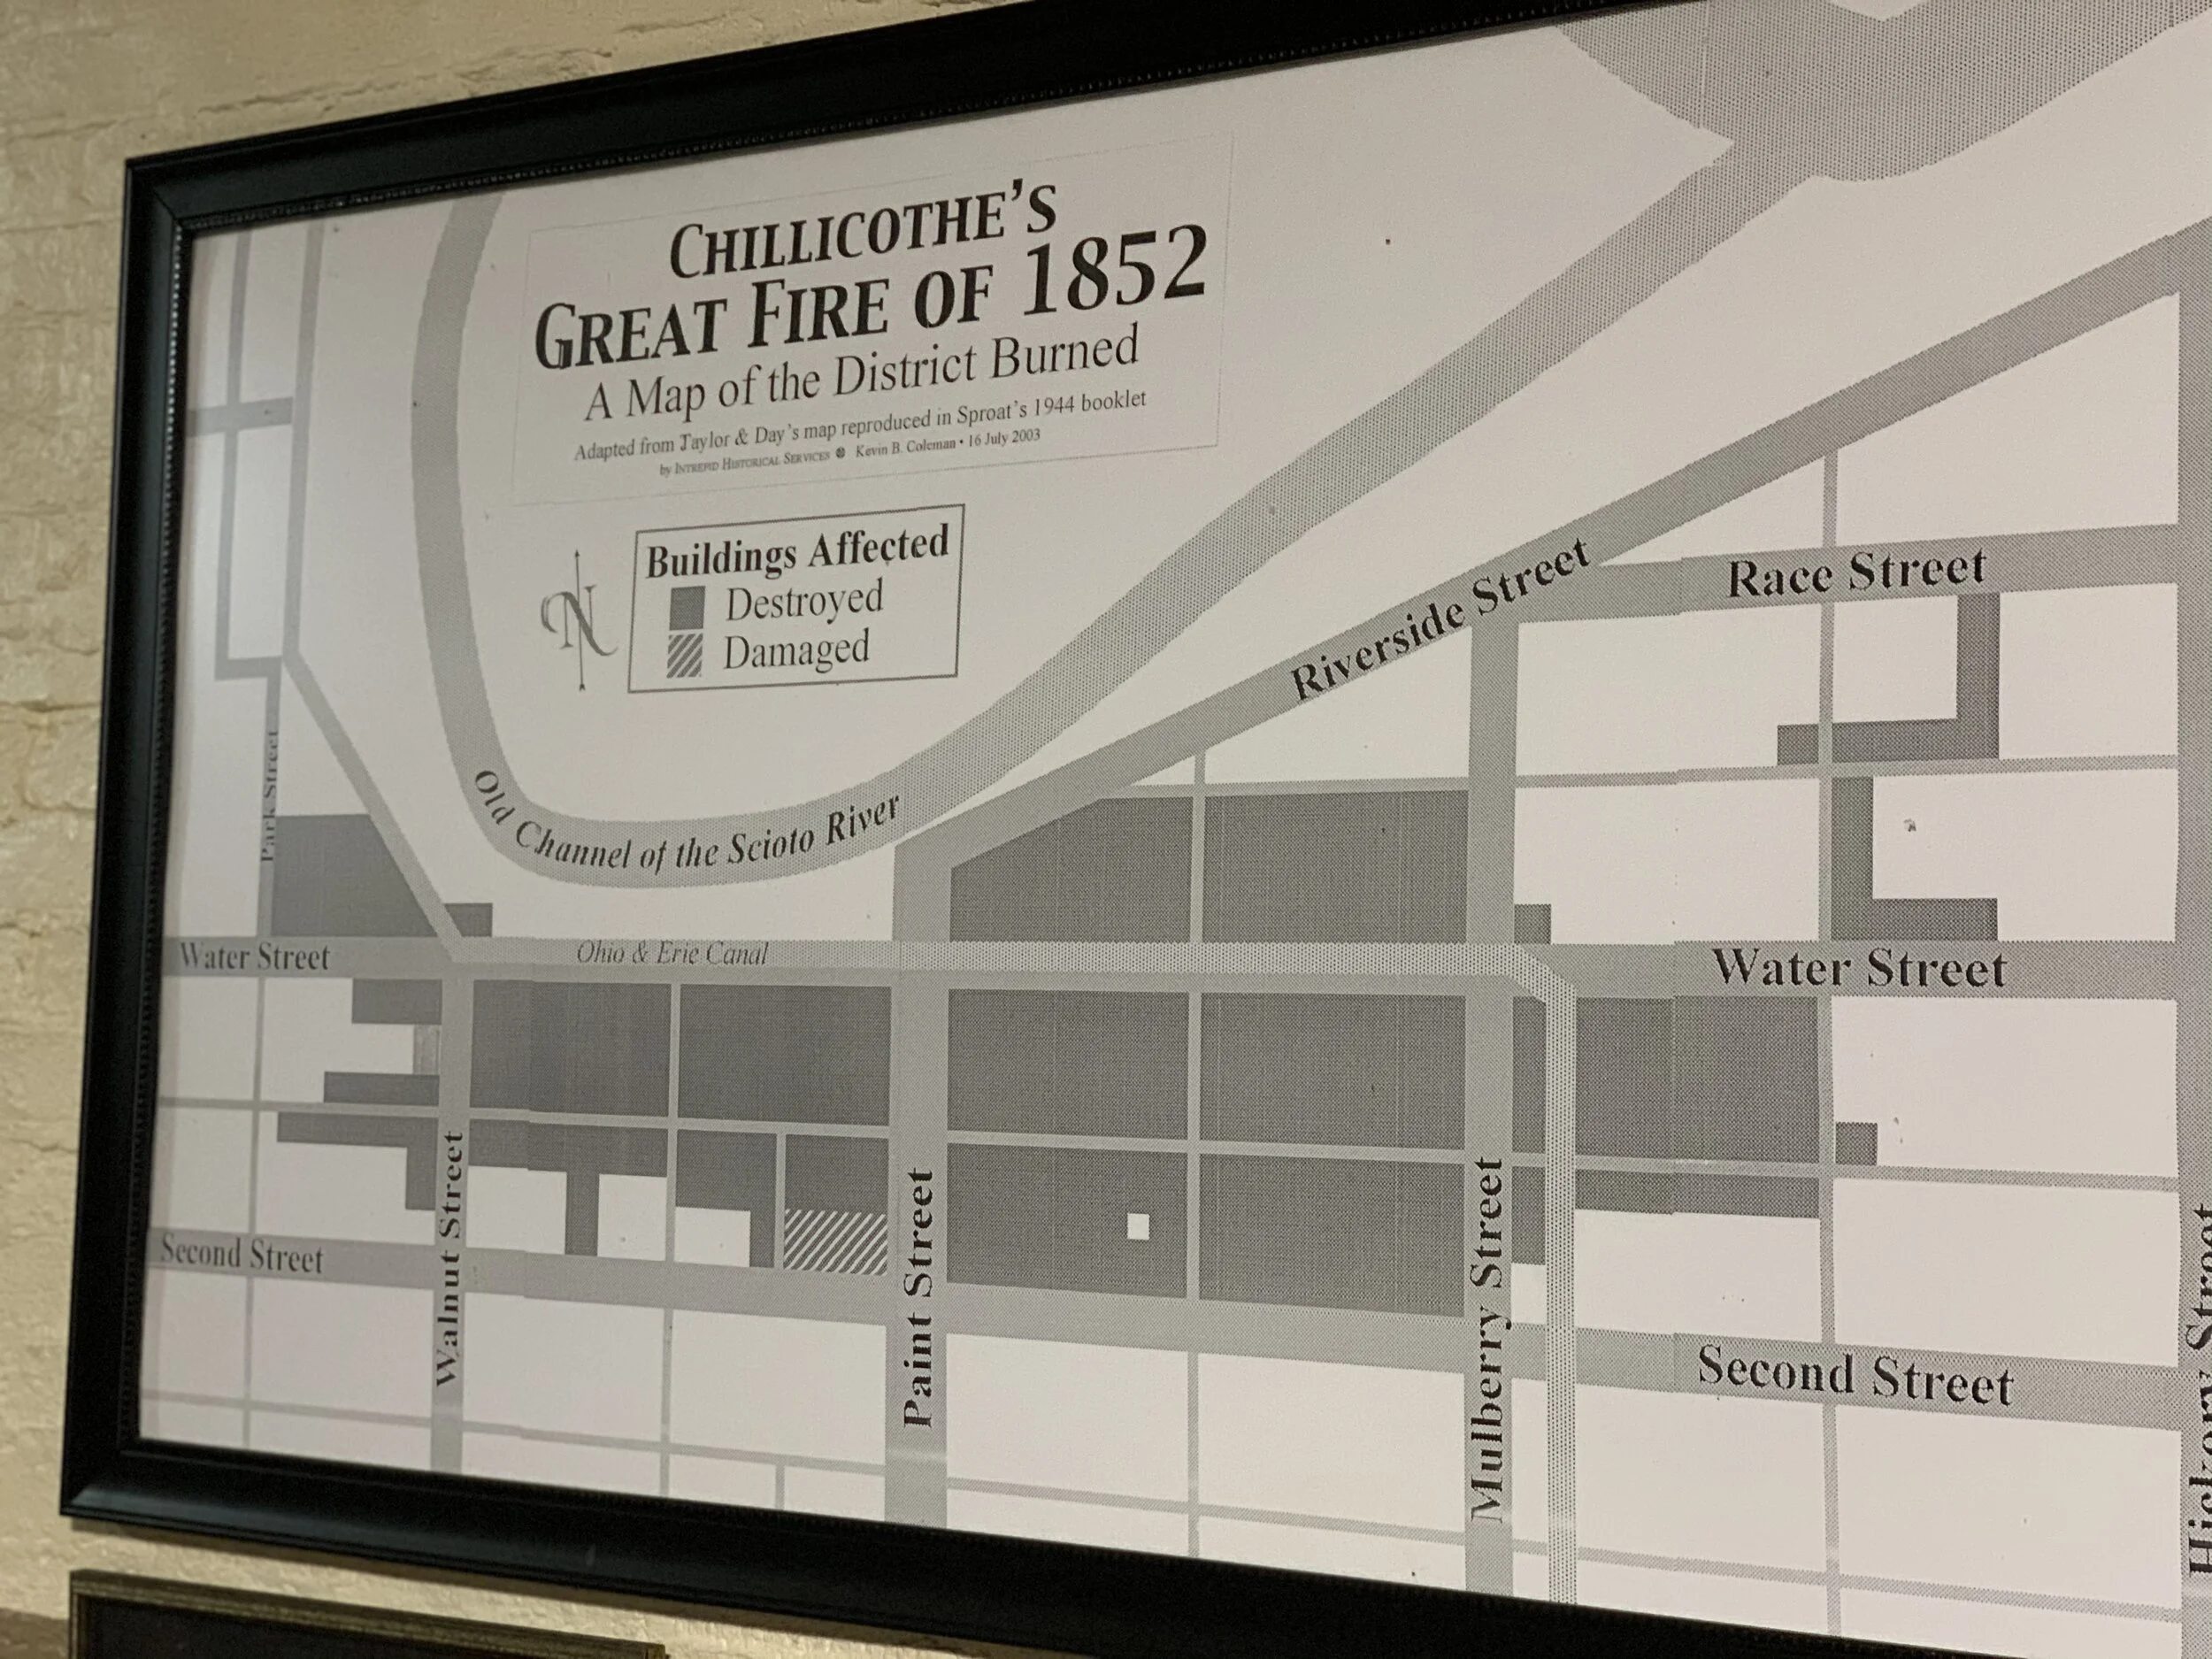 CHILLICOTHE'S
GREAT FIRE OF 1852
A Map of the District Burned
Adapted from Taylor & Day's map reproduced in Sproat's 1944 booklet
by INTREPID HISTORICAL SERVICES Kevin B. Coleman • 16 July 2003
N
Buildings Affected
Destroyed
Damaged
Race Street
Riverside Street
Park Street
Old Channel of the Scioto River
Water Street
Ohio & Erie Canal
Water Street
Walnut Street
Paint Street
Mulberry Street
Hickory Street
Second Street
Second Street